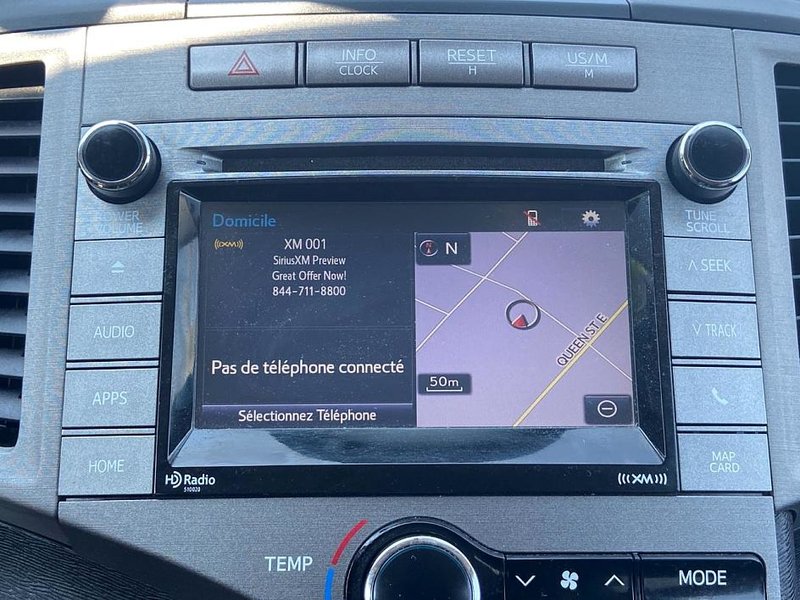 INFO
CLOCK
RESET
H
US/M
M
POWER
VOLUME
TUNE
SCROLL
Domicile
XM
XM 001
SiriusXM Preview
Great Offer Now!
844-711-8800
N
QUEEN ST E
50m
Pas de téléphone connecté
Sélectionnez Téléphone
AUDIO
APPS
HOME
∧ SEEK
∨ TRACK
MAP
CARD
HD Radio
510020
(((XM)))
TEMP
MODE